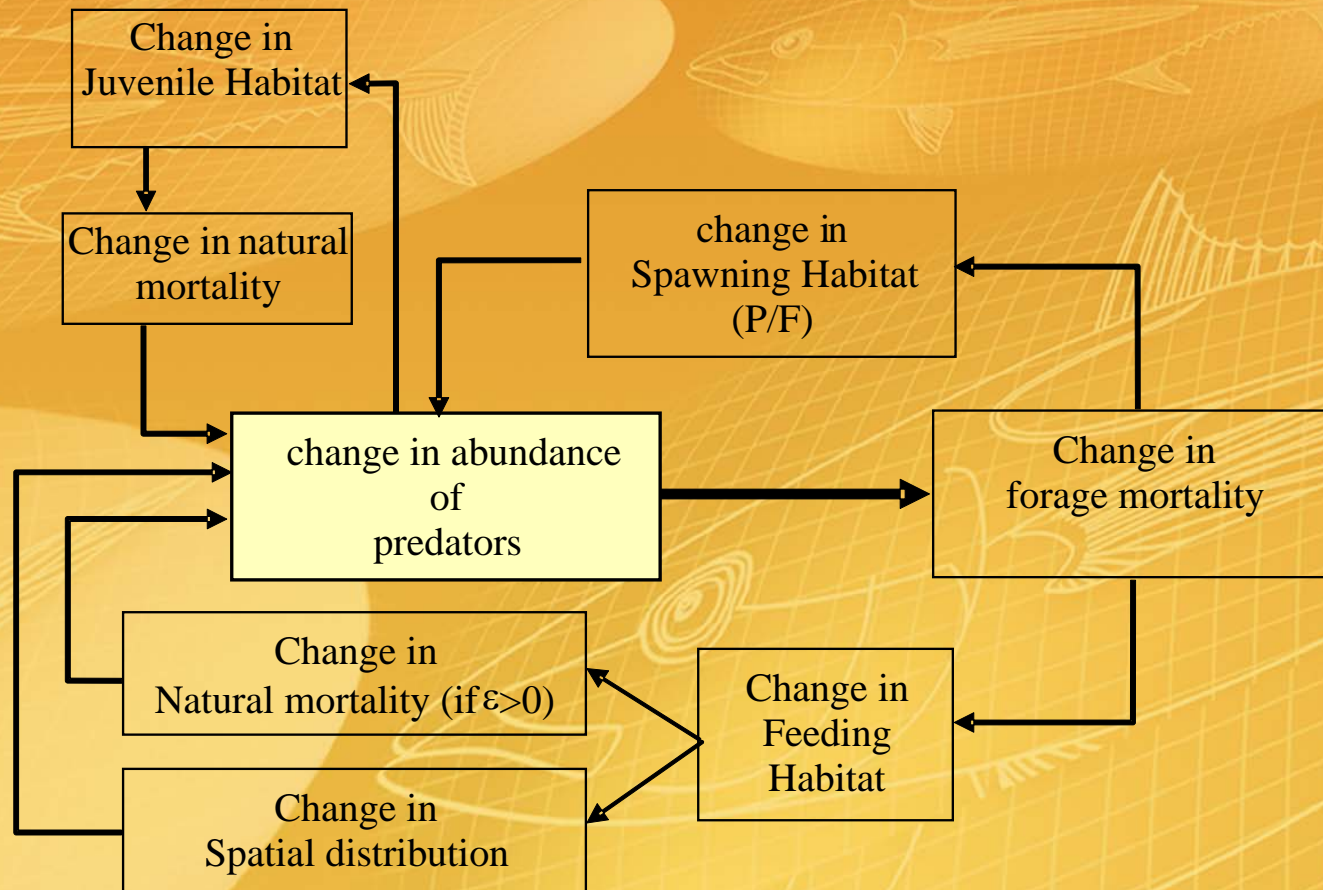 Change in
Juvenile Habitat
Change in natural
mortality
change in
Spawning Habitat
(P/F)
change in abundance
of
predators
Change in
forage mortality
Change in
Natural mortality (if ε>0)
Change in
Feeding
Habitat
Change in
Spatial distribution